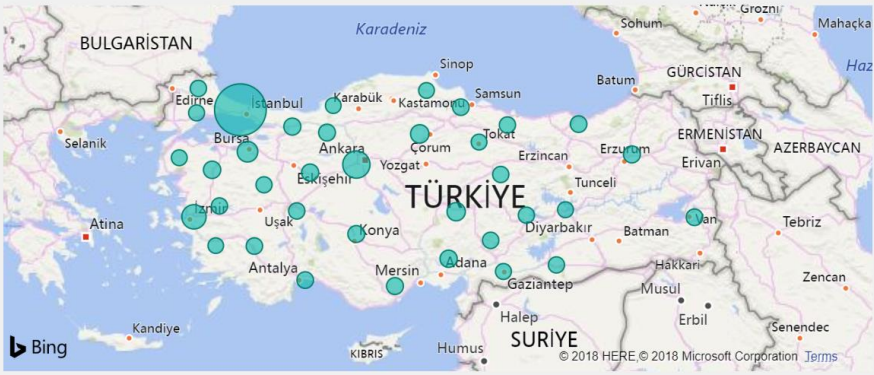 Grozni
Sohum
Mahaçka
Karadeniz
BULGARİSTAN
Sinop
Haz
Batum
GÜRCİSTAN
Tiflis
Edirne
İstanbul
Karabük
Kastamonu
Samsun
Selanik
Bursa
Ankara
Çorum
Tokat
ERMENİSTAN
Erzincan
Erzurum
Erivan
AZERBAYCAN
Yozgat
Eskişehir
TÜRKİYE
Tunceli
İzmir
Uşak
Atina
Konya
Diyarbakır
Batman
Van
Tebriz
Antalya
Mersin
Adana
Gaziantep
Hakkari
Musul
Zencan
Halep
Erbil
Kandiye
SURİYE
Senendec
KIBRIS
Humus
Bing
© 2018 HERE,© 2018 Microsoft Corporation Terms